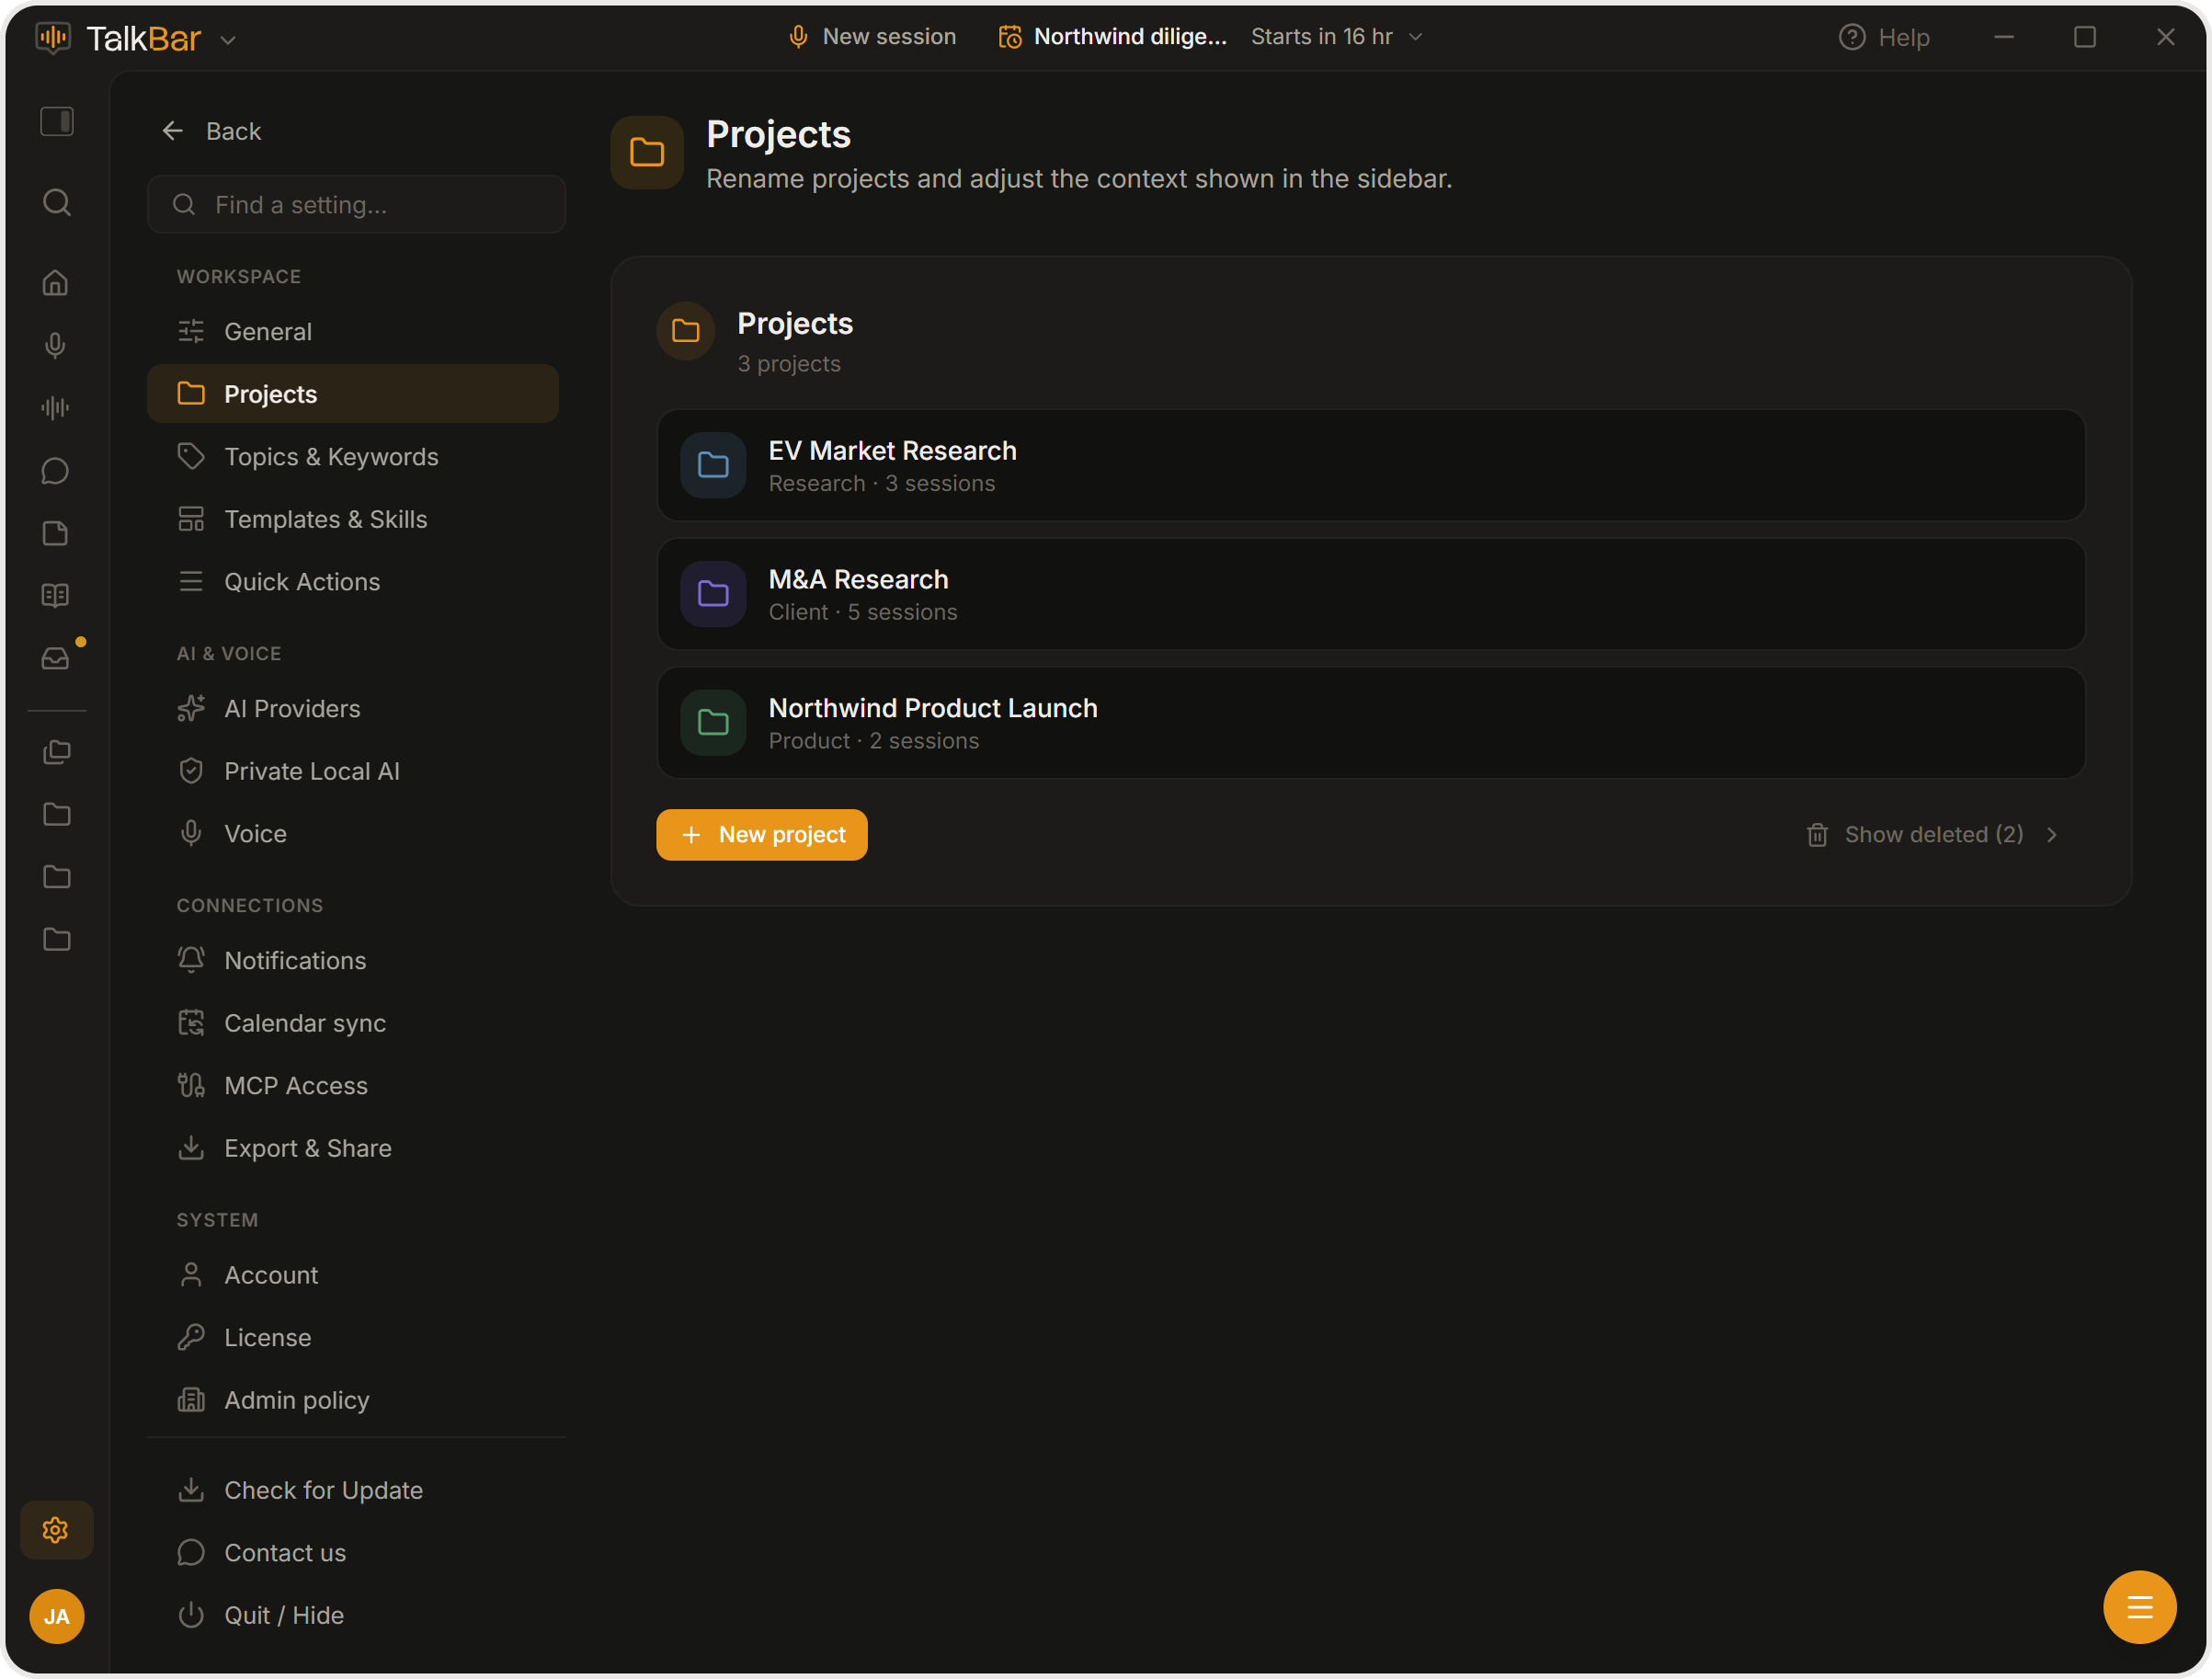 TalkBar
New session
Northwind dilige...
Starts in 16 hr
Help
Back
Find a setting...
WORKSPACE
General
Projects
Topics & Keywords
Templates & Skills
Quick Actions
AI & VOICE
AI Providers
Private Local AI
Voice
CONNECTIONS
Notifications
Calendar sync
MCP Access
Export & Share
SYSTEM
Account
License
Admin policy
Check for Update
Contact us
Quit / Hide
JA
Projects
Rename projects and adjust the context shown in the sidebar.
Projects
3 projects
EV Market Research
Research · 3 sessions
M&A Research
Client · 5 sessions
Northwind Product Launch
Product · 2 sessions
New project
Show deleted (2)